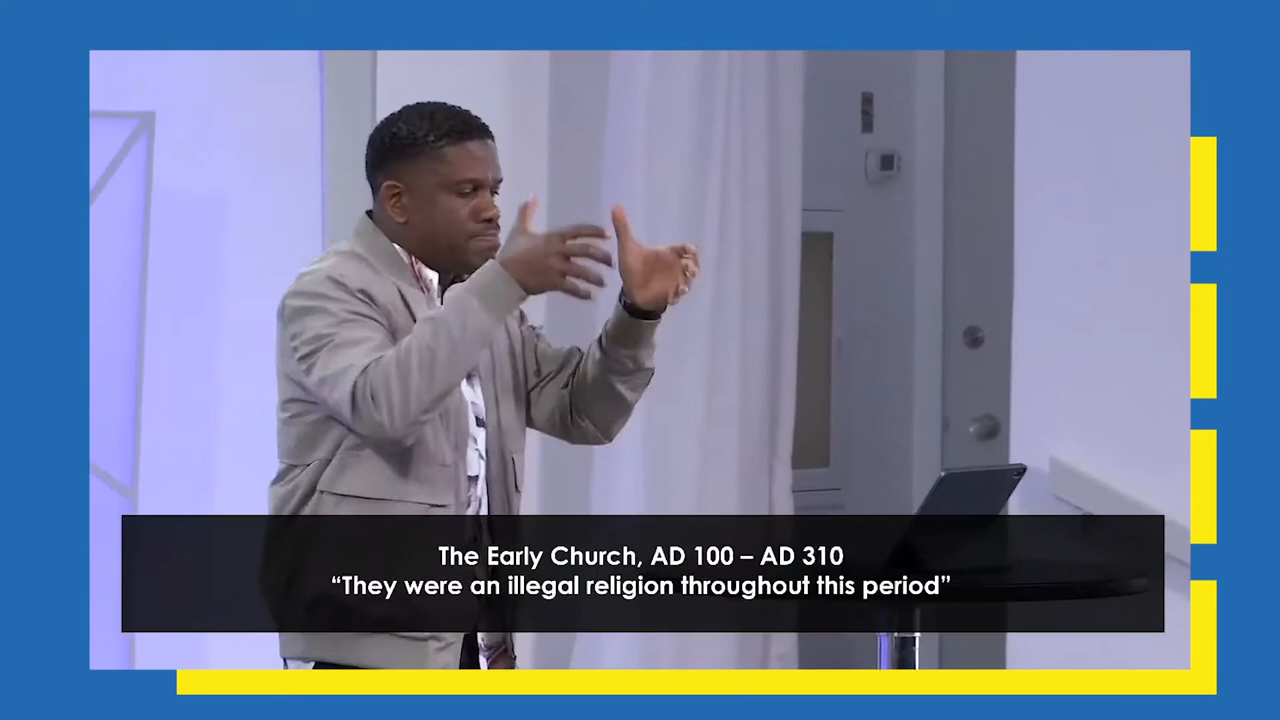 The Early Church, AD 100 – AD 310
“They were an illegal religion throughout this period”